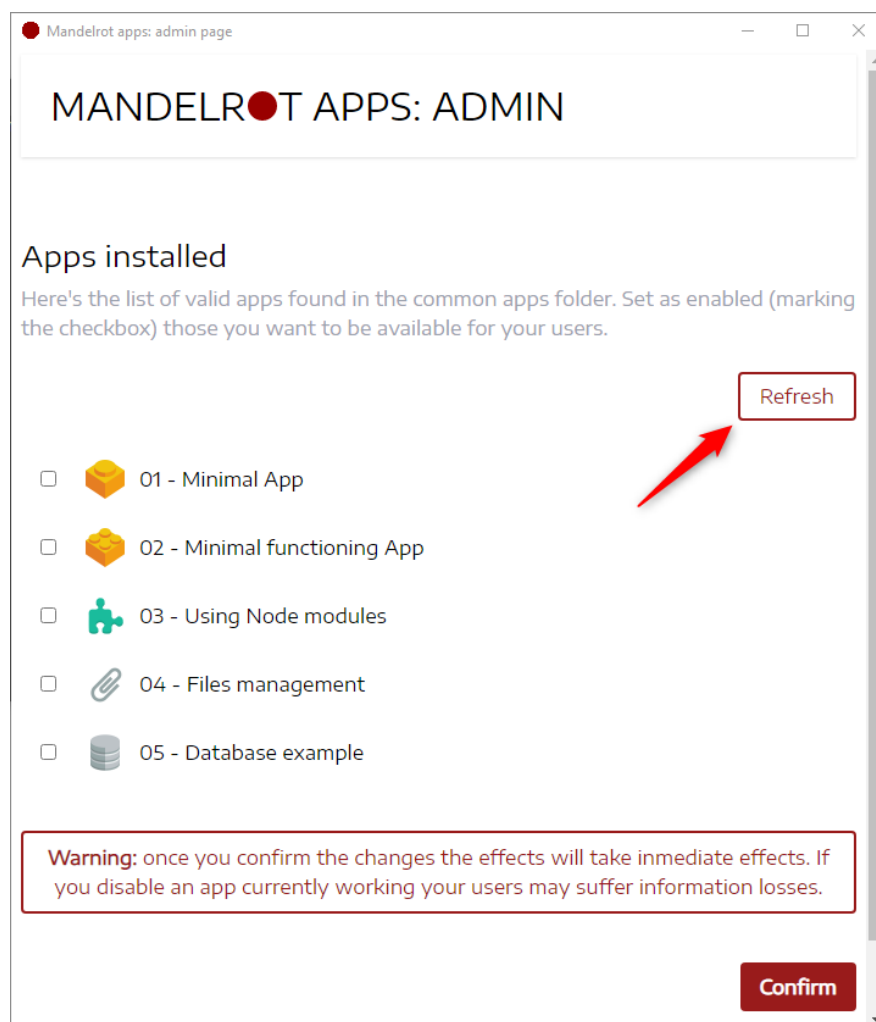 Mandelrot apps: admin page
MANDELR●T APPS: ADMIN
Apps installed
Here's the list of valid apps found in the common apps folder. Set as enabled (marking
the checkbox) those you want to be available for your users.
Refresh
01 - Minimal App
02 - Minimal functioning App
03 - Using Node modules
04 - Files management
05 - Database example
Warning: once you confirm the changes the effects will take inmediate effects. If
you disable an app currently working your users may suffer information losses.
Confirm